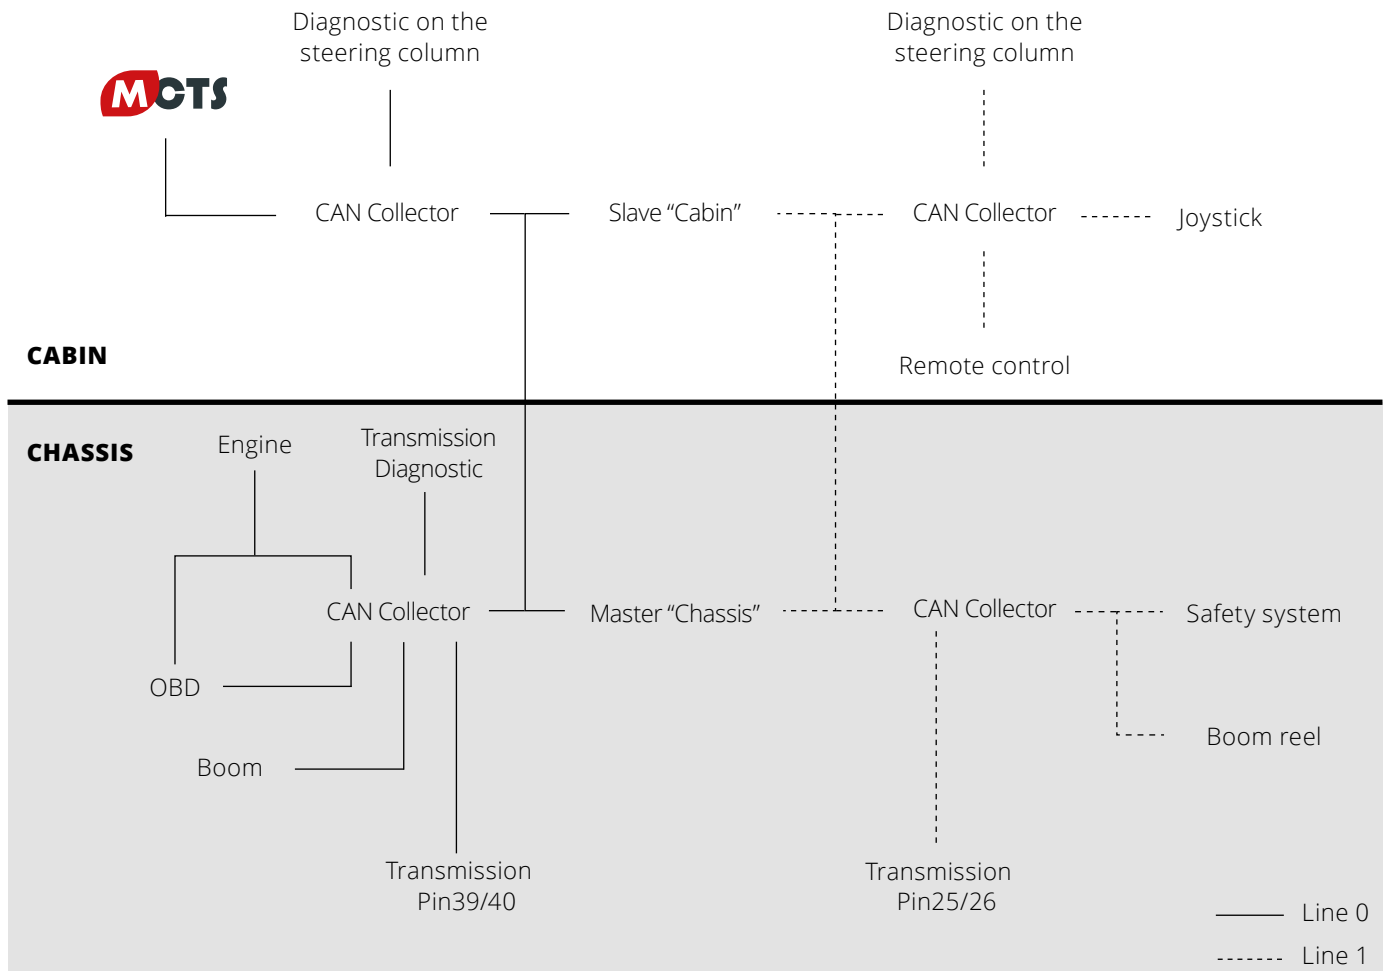 Diagnostic on the
steering column
Diagnostic on the
steering column
MCTS
CAN Collector
Slave “Cabin”
CAN Collector
Joystick
Remote control
CABIN
CHASSIS
Engine
Transmission
Diagnostic
CAN Collector
Master “Chassis”
CAN Collector
Safety system
OBD
Boom reel
Boom
Transmission
Pin39/40
Transmission
Pin25/26
Line 0
Line 1